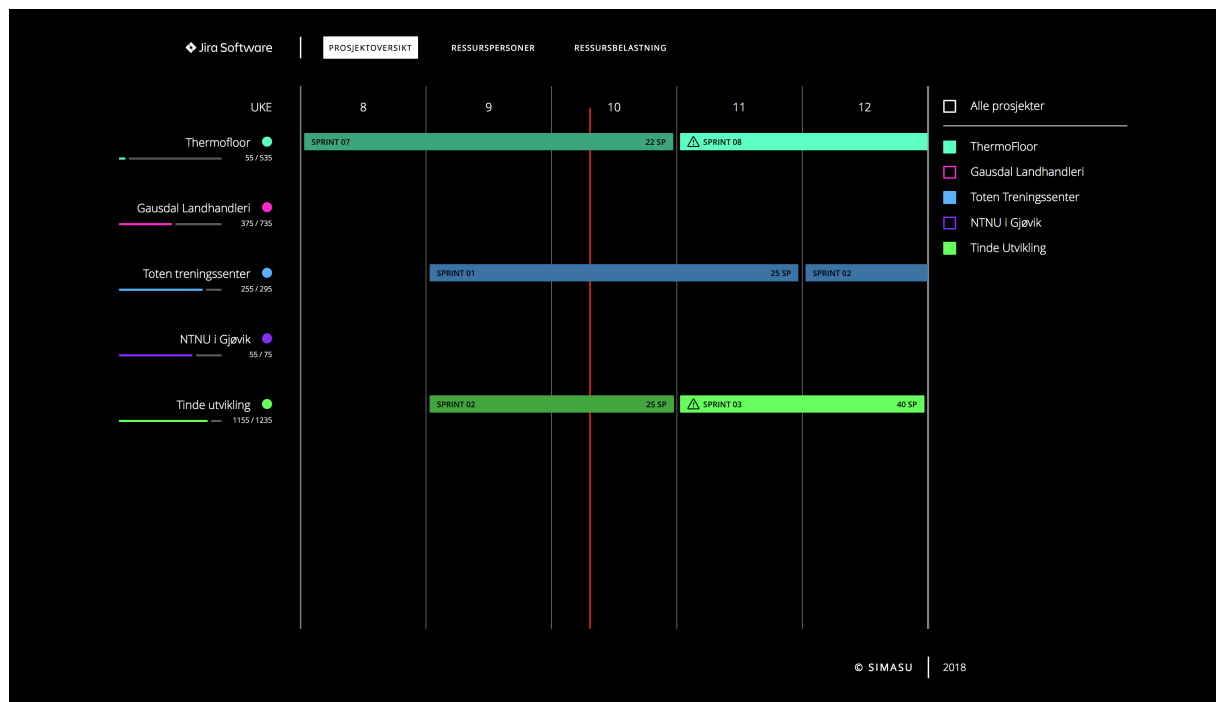 Jira Software
PROSJEKTOVERSIKT RESSURSPERSONER RESSURSBELASTNING
UKE 8 9 10 11 12
Thermofloor
55 / 535
SPRINT 07 22 SP
SPRINT 08
Gausdal Landhandleri
375 / 735
Toten treningssenter
255 / 295
SPRINT 01 25 SP
SPRINT 02
NTNU i Gjøvik
55 / 75
Tinde utvikling
1155 / 1235
SPRINT 02 25 SP
SPRINT 03 40 SP
Alle prosjekter
ThermoFloor
Gausdal Landhandleri
Toten Treningssenter
NTNU i Gjøvik
Tinde Utvikling
© SIMASU 2018